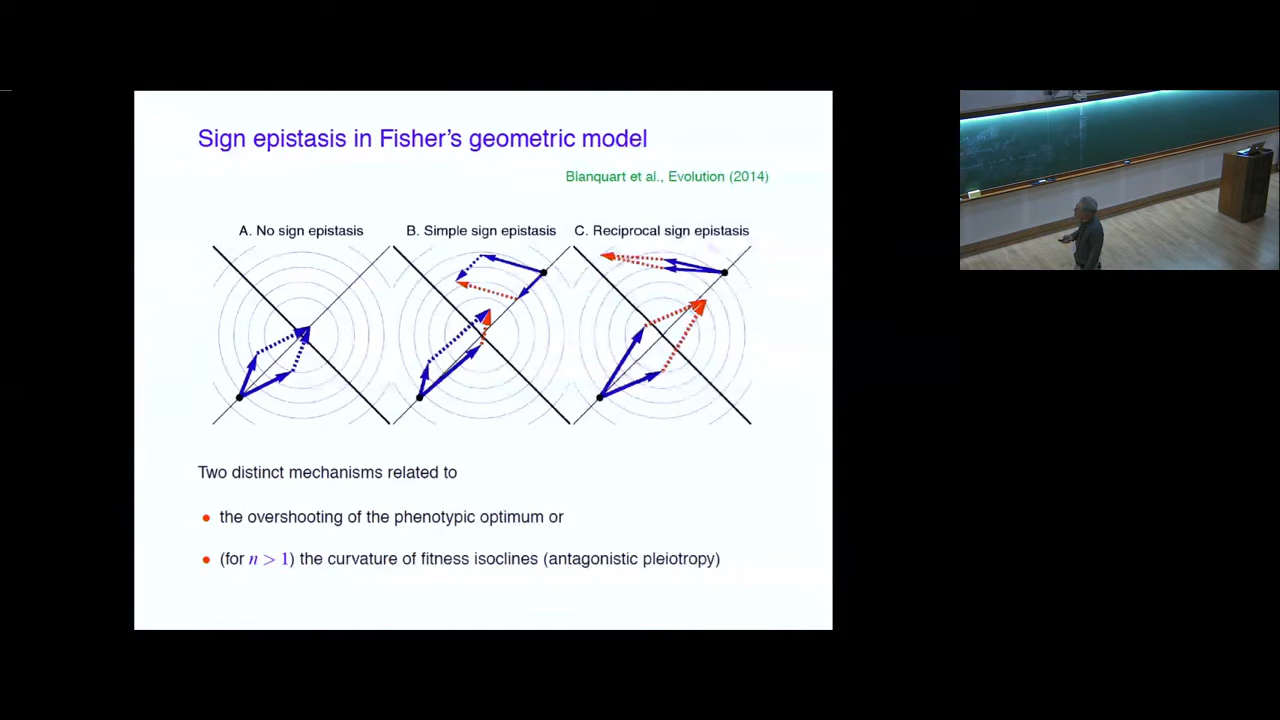 Sign epistasis in Fisher's geometric model
Blanquart et al., Evolution (2014)
A. No sign epistasis
B. Simple sign epistasis
C. Reciprocal sign epistasis
Two distinct mechanisms related to
• the overshooting of the phenotypic optimum or
• (for n > 1) the curvature of fitness isoclines (antagonistic pleiotropy)